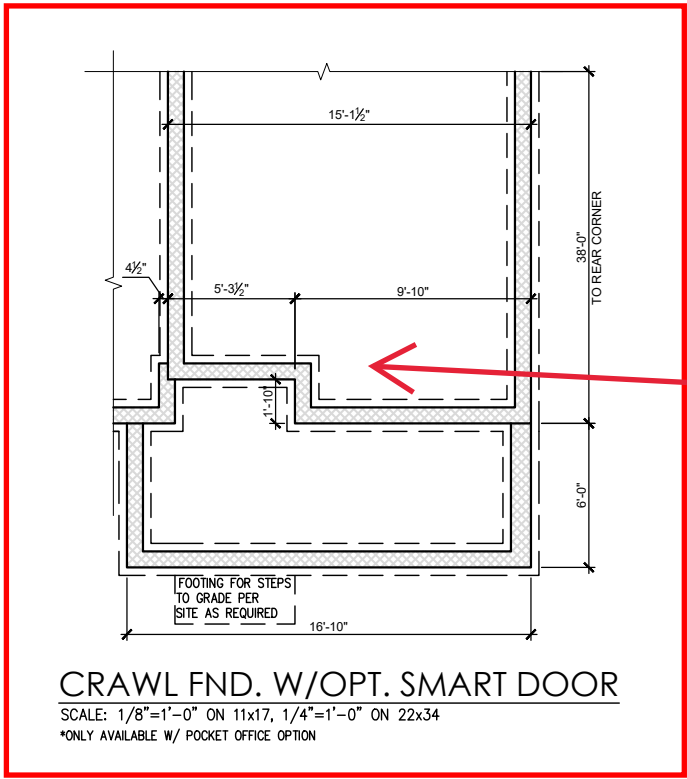 15'-1½"
38'-0"
TO REAR CORNER
4½"
5'-3½"
9'-10"
1'-10"
6'-0"
FOOTING FOR STEPS
TO GRADE PER
SITE AS REQUIRED
16'-10"
CRAWL FND. W/OPT. SMART DOOR
SCALE: 1/8"=1'-0" ON 11x17, 1/4"=1'-0" ON 22x34
*ONLY AVAILABLE W/ POCKET OFFICE OPTION